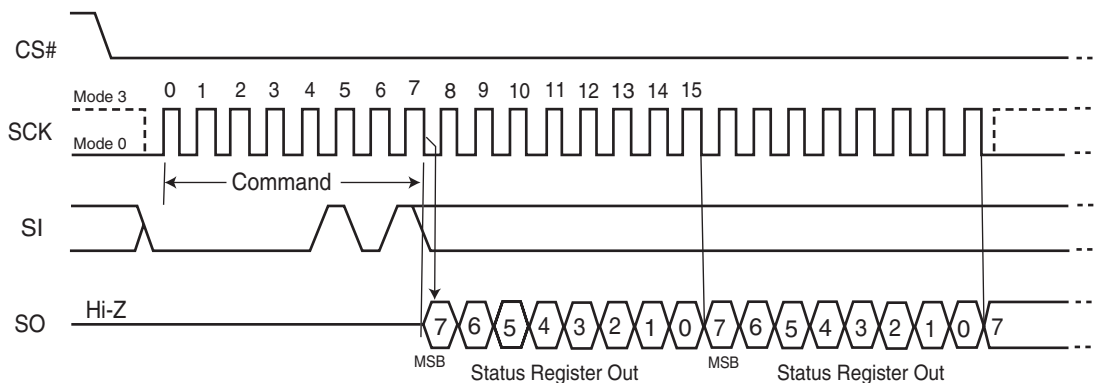 CS#
Mode 3
0 1 2 3 4 5 6 7 8 9 10 11 12 13 14 15
SCK
Mode 0
Command
SI
Hi-Z
SO
7 6 5 4 3 2 1 0 7 6 5 4 3 2 1 0 7
MSB
Status Register Out
MSB
Status Register Out